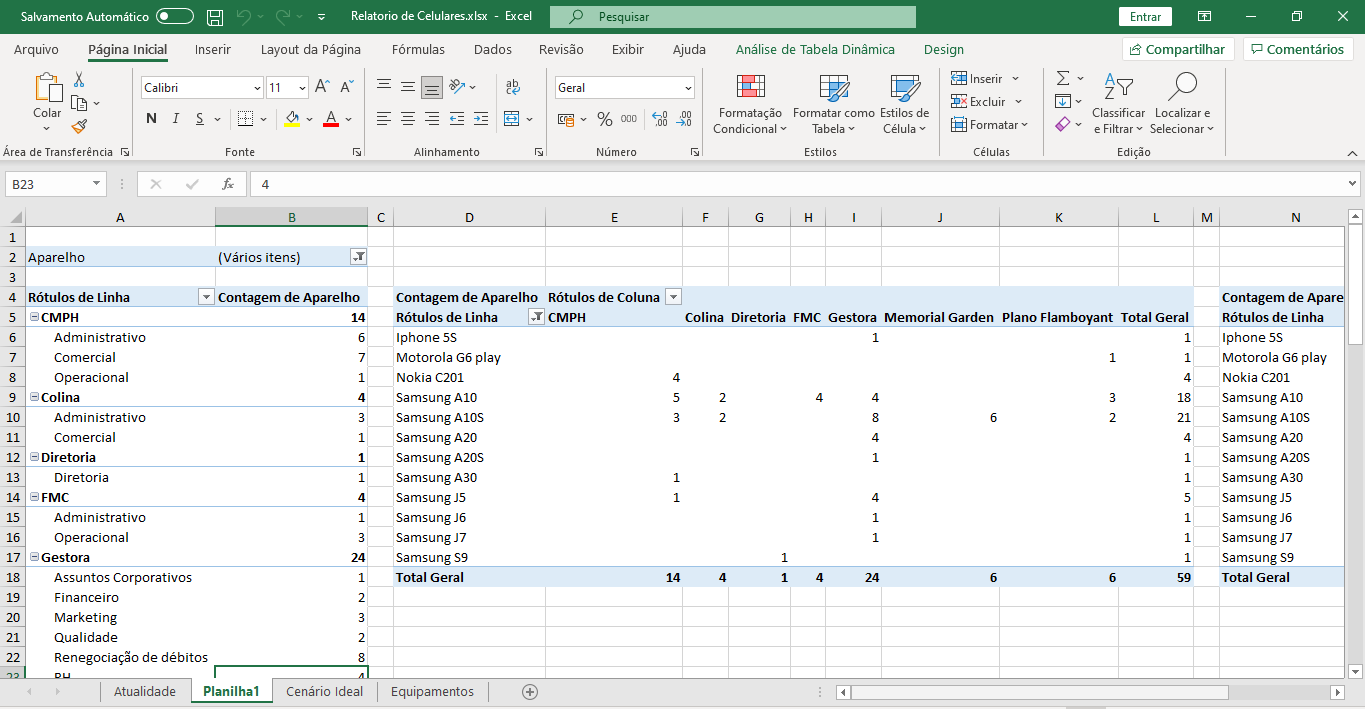 Salvamento Automático Relatorio de Celulares.xlsx - Excel Pesquisar Entrar
Arquivo Página Inicial Inserir Layout da Página Fórmulas Dados Revisão Exibir Ajuda Análise de Tabela Dinâmica Design Compartilhar Comentários
Colar
Calibri 11
N I S
ab
Geral
% 000
Formatação Condicional
Formatar como Tabela
Estilos de Célula
Inserir
Excluir
Formatar
Classificar e Filtrar
Localizar e Selecionar
Área de Transferência Fonte Alinhamento Número Estilos Células Edição
B23 fx 4
A B C D E F G H I J K L M N
1
2 Aparelho (Vários itens)
3
4 Rótulos de Linha Contagem de Aparelho Contagem de Aparelho Rótulos de Coluna Contagem de Apare
5 CMPH 14 Rótulos de Linha CMPH Colina Diretoria FMC Gestora Memorial Garden Plano Flamboyant Total Geral Rótulos de Linha
6 Administrativo 6 Iphone 5S 1 1 Iphone 5S
7 Comercial 7 Motorola G6 play 1 1 Motorola G6 play
8 Operacional 1 Nokia C201 4 4 Nokia C201
9 Colina 4 Samsung A10 5 2 4 4 3 18 Samsung A10
10 Administrativo 3 Samsung A10S 3 2 8 6 2 21 Samsung A10S
11 Comercial 1 Samsung A20 4 4 Samsung A20
12 Diretoria 1 Samsung A20S 1 1 Samsung A20S
13 Diretoria 1 Samsung A30 1 1 Samsung A30
14 FMC 4 Samsung J5 1 4 5 Samsung J5
15 Administrativo 1 Samsung J6 1 1 Samsung J6
16 Operacional 3 Samsung J7 1 1 Samsung J7
17 Gestora 24 Samsung S9 1 1 Samsung S9
18 Assuntos Corporativos 1 Total Geral 14 4 1 4 24 6 6 59 Total Geral
19 Financeiro 2
20 Marketing 3
21 Qualidade 2
22 Renegociação de débitos 8
23 RH 4
Atualidade Planilha1 Cenário Ideal Equipamentos